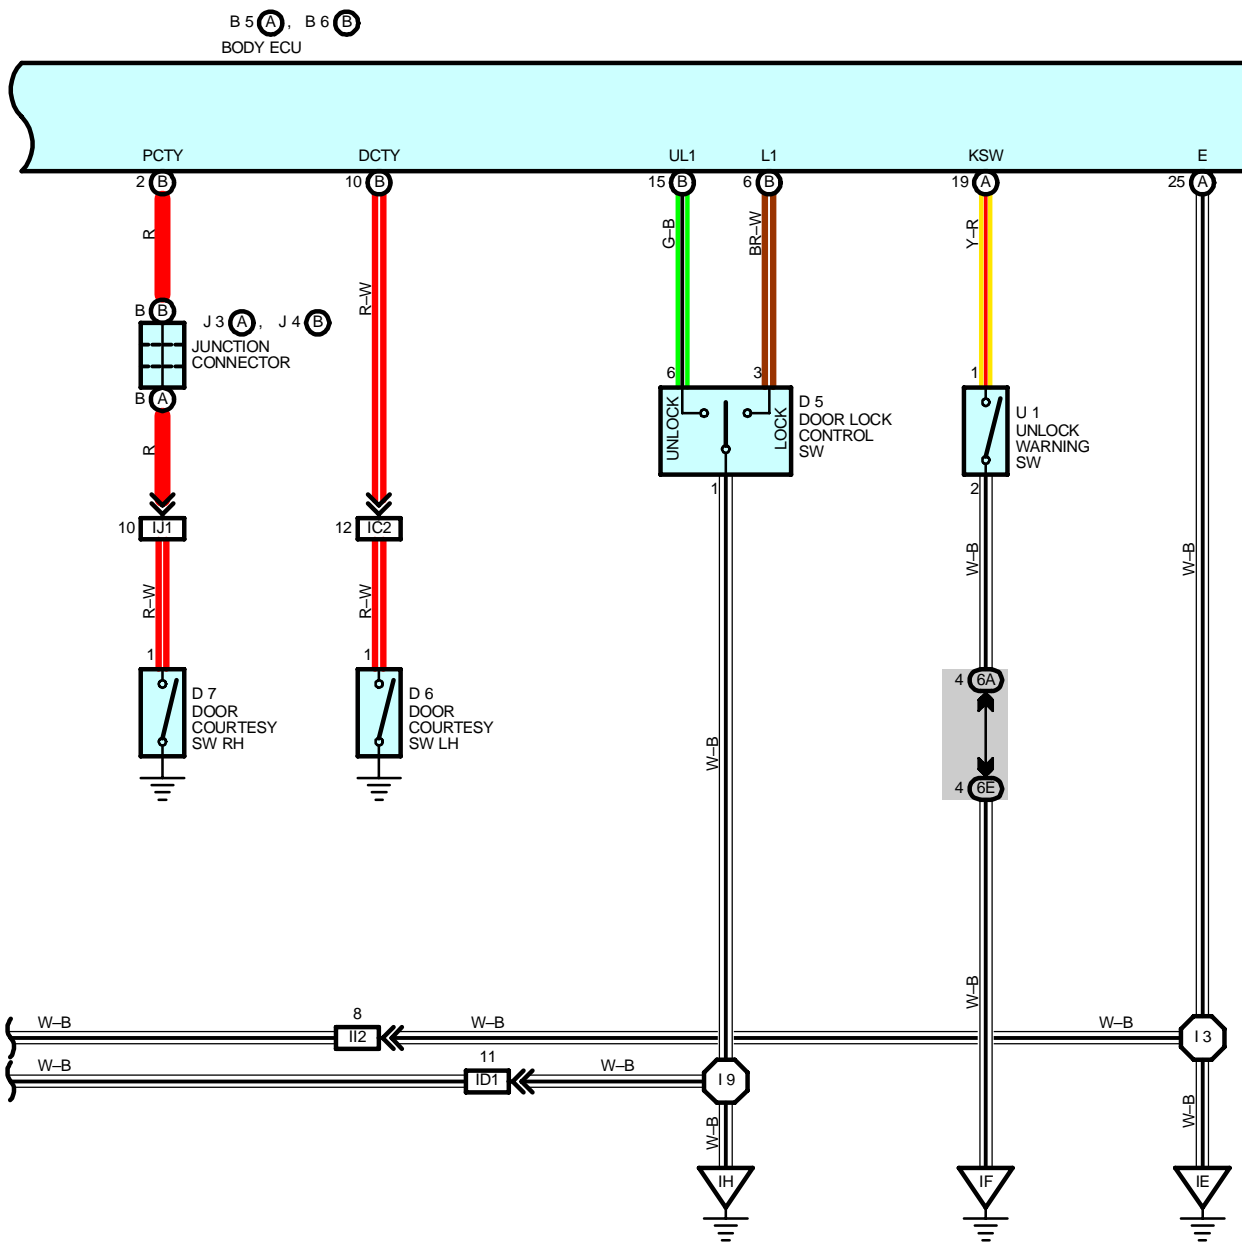 B 5 A , B 6 B
BODY ECU
PCTY
DCTY
UL1
L1
KSW
E
2 B
10 B
15 B
6 B
19 A
25 A
R
R–W
G–B
BR–W
Y–R
B B
J 3 A , J 4 B
JUNCTION
CONNECTOR
B A
R
6
3
1
UNLOCK
LOCK
D 5
DOOR LOCK
CONTROL
SW
U 1
UNLOCK
WARNING
SW
1
2
10 IJ1
12 IC2
W–B
W–B
R–W
R–W
1
1
D 7
DOOR
COURTESY
SW RH
D 6
DOOR
COURTESY
SW LH
4 6A
W–B
4 6E
W–B
W–B
8
II2
W–B
W–B
I 3
W–B
11
ID1
W–B
I 9
W–B
W–B
IH
IF
IE